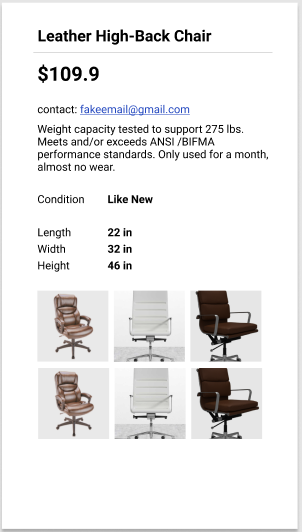 Leather High-Back Chair
$109.9
contact: fakeemail@gmail.com
Weight capacity tested to support 275 lbs.
Meets and/or exceeds ANSI /BIFMA
performance standards. Only used for a month,
almost no wear.
Condition Like New
Length 22 in
Width 32 in
Height 46 in